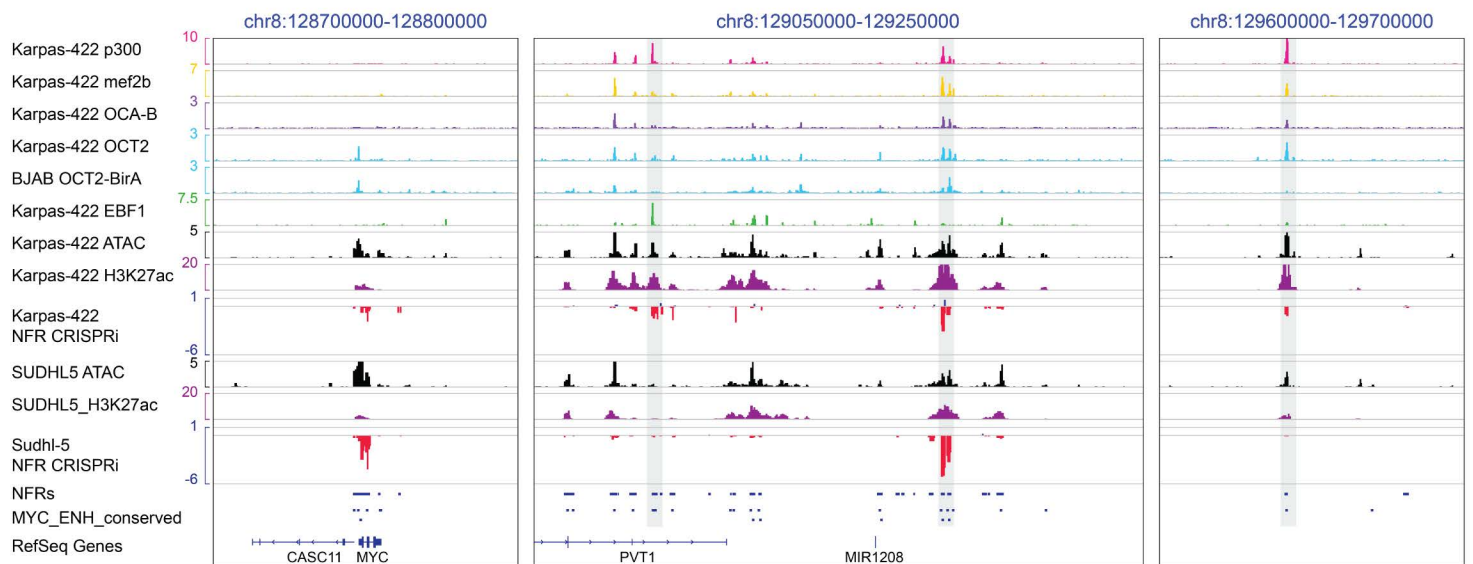 chr8:128700000-128800000 chr8:129050000-129250000 chr8:129600000-129700000
Karpas-422 p300 10
Karpas-422 mef2b 7
Karpas-422 OCA-B 3
Karpas-422 OCT2 3
BJAB OCT2-BirA 3
Karpas-422 EBF1 7.5
Karpas-422 ATAC 5
Karpas-422 H3K27ac 20
1
Karpas-422
NFR CRISPRi
-6
SUDHL5 ATAC 5
SUDHL5_H3K27ac 20
1
Sudhl-5
NFR CRISPRi
-6
NFRs
MYC_ENH_conserved
RefSeq Genes
CASC11 MYC PVT1 MIR1208